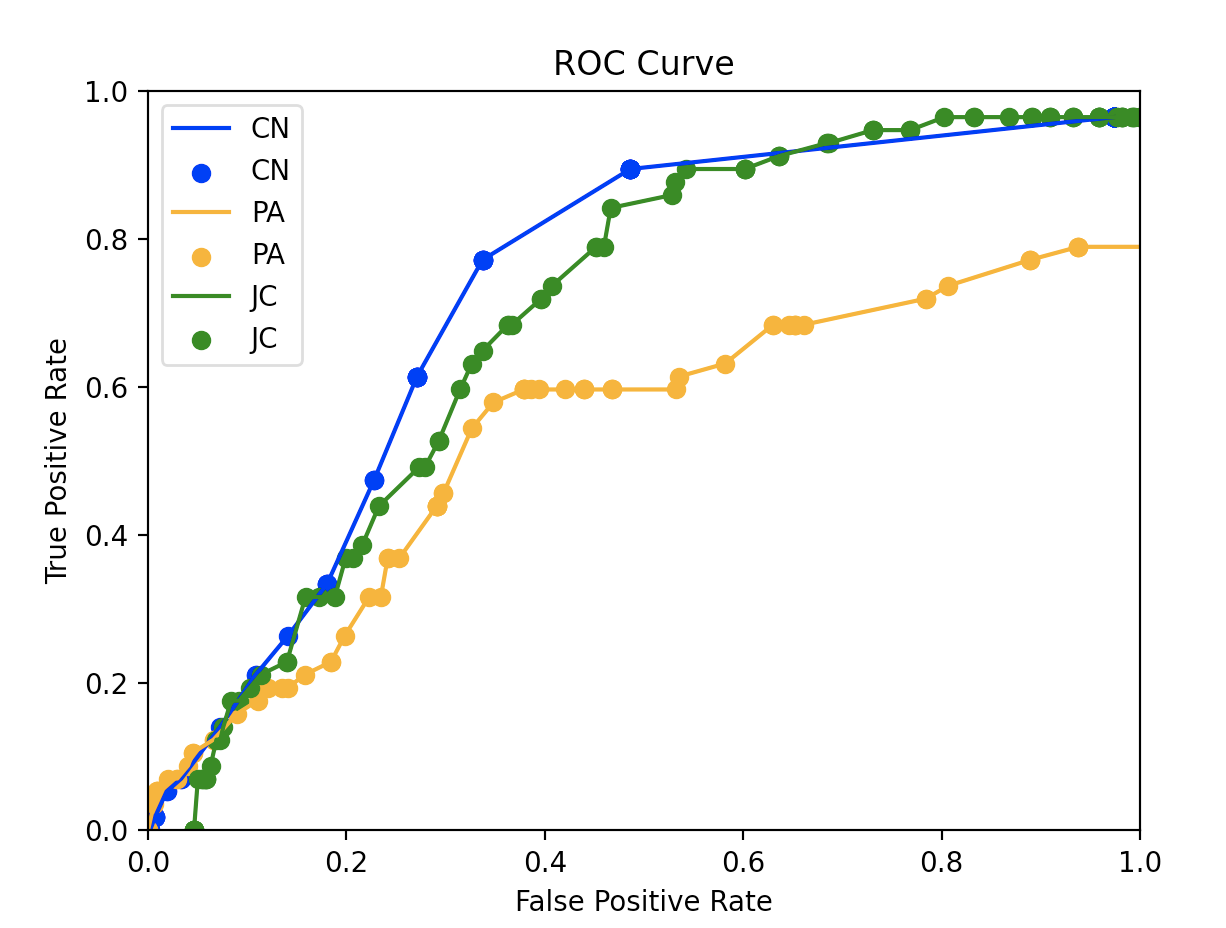 ROC Curve
CN
CN
PA
PA
JC
JC
True Positive Rate
1.0
0.8
0.6
0.4
0.2
0.0
0.0 0.2 0.4 0.6 0.8 1.0
False Positive Rate